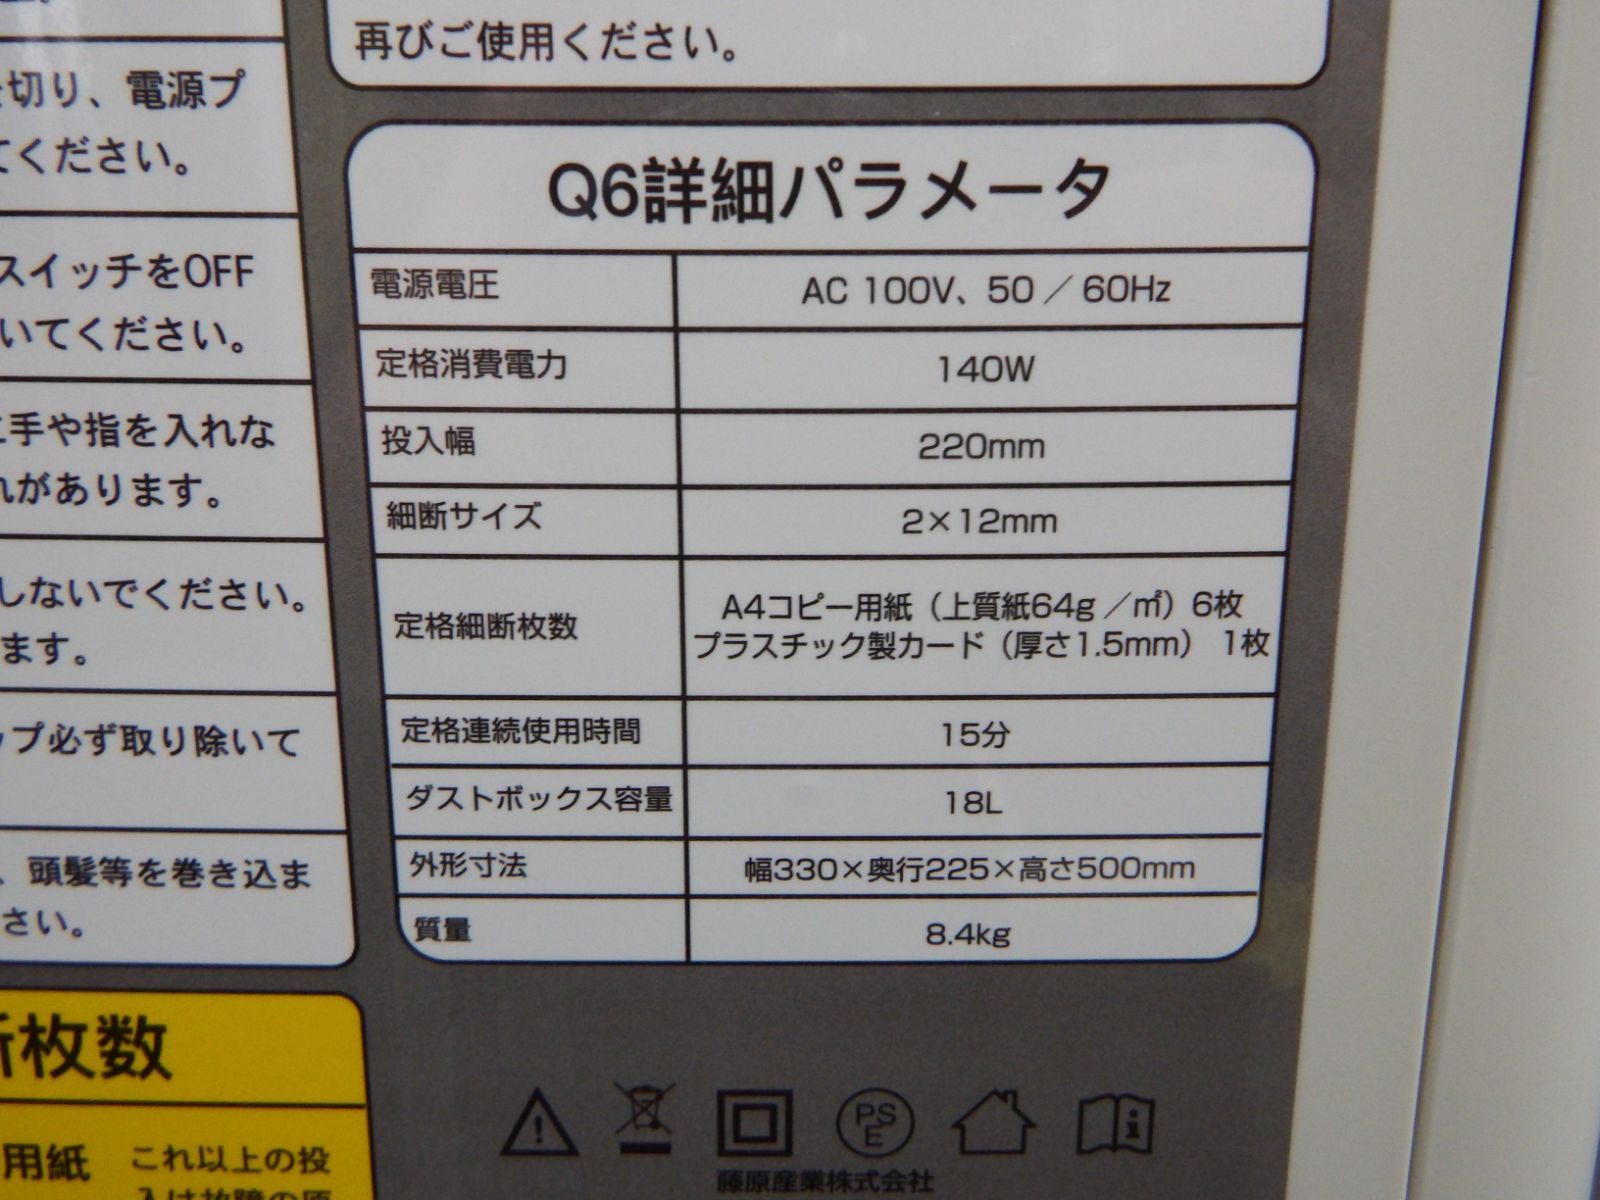 再びご使用ください。
切り、電源プ
てください。
スイッチをOFF
いてください。
手や指を入れな
れがあります。
しないでください。
ます。
ップ必ず取り除いて
、頭髪等を巻き込ま
さい。
断枚数
用紙 これ以上の投
入は故障の原
Q6詳細パラメータ
電源電圧 AC 100V、50／60Hz
定格消費電力 140W
投入幅 220mm
細断サイズ 2×12mm
定格細断枚数 A4コピー用紙（上質紙64g／㎡）6枚
プラスチック製カード（厚さ1.5mm） 1枚
定格連続使用時間 15分
ダストボックス容量 18L
外形寸法 幅330×奥行225×高さ500mm
質量 8.4kg
PS
E
藤原産業株式会社